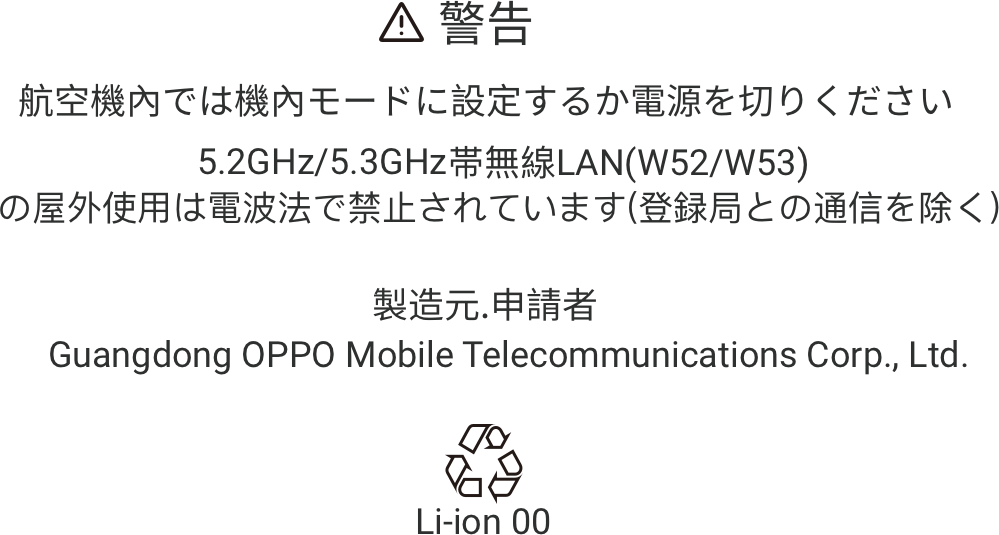 警告
航空機內では機內モードに設定するか電源を切りください
5.2GHz/5.3GHz帯無線LAN(W52/W53)
の屋外使用は電波法で禁止されています(登録局との通信を除く)
製造元.申請者
Guangdong OPPO Mobile Telecommunications Corp., Ltd.
Li-ion 00